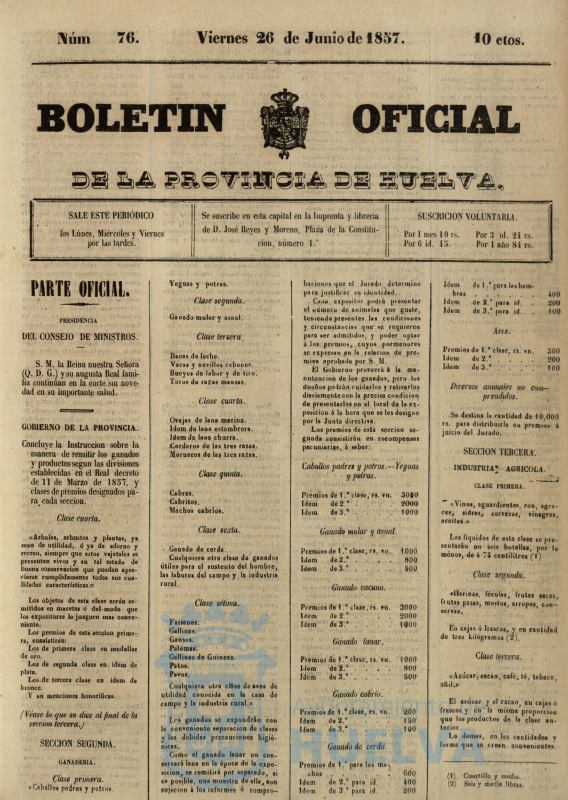 Núm 76. Viernes 26 de Junio de 1857. 10 ctos.
BOLETIN OFICIAL
DE LA PROVINCIA DE HUELVA.
SALE ESTE PERIÓDICO
los Lúnes, Miércoles y Viernes
por las tardes.
Se suscribe en esta capital en la Imprenta y libreria
de D. José Reyes y Moreno, Plaza de la Constitu-
cion, número 1.º
SUSCRICION VOLUNTARIA.
Por 1 mes 10 rs. Por 3 id. 24 rs.
Por 6 id. 45. Por 1 año 84 rs.
PARTE OFICIAL.
PRESIDENCIA
DEL CONSEJO DE MINISTROS.
S. M. la Reina nuestra Señora
(Q. D. G.) y su augusta Real fami-
lia continúan en la corte sin nove-
dad en su importante salud.
GOBIERNO DE LA PROVINCIA.
Concluye la Instruccion sobre la
manera de remitir los ganados
y productos segun las divisiones
establecidas en el Real decreto
de 11 de Marzo de 1857, y
clases de premios designados pa-
ra cada seccion.
Clase cuarta.
«Arboles, arbustos y plantas, ya
sean de utilidad, ó ya de adorno y
recreo, siempre que estos vejetales se
presenten vivos y en tal estado de
buena conservacion que puedan apre-
ciarse cumplidamente todas sus cua-
lidades características.»
Los objetos de esta clase serán re-
mitidos en macetas ó del modo que
los expositores lo juzguen mas conve-
niente.
Los premios de esta seccion prime-
ra, consistirán:
Los de primera clase en medallas
de oro.
Los de segunda clase en idem de
plata.
Los de tercera clase en idem de
bronce.
Y en menciones honoríficas.
(Véase lo que se dice al final de la
seccion tercera.)
SECCION SEGUNDA.
GANADERIA.
Clase primera.
«Caballos padres y potros.
Yeguas y potras.
Clase segunda.
Ganado mular y asnal.
Clase tercera
Bacas de leche.
Vacas y novillos cebones.
Bueyes de labor y de tiro.
Toros de razas mansas.
Clase cuarta.
Ovejas de lana merina.
Idem de lana estambrera.
Idem de lana churra.
Corderos de las tres razas.
Moruecos de las tres razas.
Clase quinta.
Cabras.
Cabritos.
Machos cabríos.
Clase sexta.
Ganado de cerda.
Cualquiera otra clase de ganados
útiles para el sustento del hombre,
las labores del campo y la industria
rural.
Clase sétima.
Faisanes.
Gallinas.
Gansos.
Palomas.
Gallinas de Guinens.
Patos.
Pavos.
Cualquiera otra clase de aves de
utilidad conocida en la casa de
campo y la industria rural.»
Los ganados se expondrán con
la conveniente separacion de clases
y las debidas precauciones higió-
nicas.
Como el ganado lanar no con-
servará lana en la época de la expo-
sicion, se remitirá por separado, si
es posible, una muestra de ella, con
sujecion á los informes ó compro-
baciones que el Jurado determine
para justificar su identidad.
Cada expositor podrá presentar
el número de animales que guste,
teniendo presentes las condiciones
y circunstancias que se requieren
para ser admitidos, y poder optar
á los premios, cuyos pormenores
se expresan en la relacion de pre-
mios aprobada por S. M.
El Gobierno proveerá á la ma-
nutencion de los ganados, pero los
dueños podrán cuidarlos y retirarlos
diariamente con la precisa condicion
de presentarlos en el local de la ex-
posicion á la hora que se les designe
por la Junta directiva.
Los premios de esta seccion se-
gunda consistirán en recompensas
pecuniarias, á saber:
Caballos padres y potros.—Yeguas
y potras.
Premios de 1.ª clase, rs. vn. 3000
Idem de 2.ª 2000
Idem de 3.ª 1000
Ganado mular y asnal.
Premios de 1.ª clase, rs. vn. 1000
Idem de 2.ª 800
Idem de 3.ª 500
Ganado vacuno.
Premios de 1.ª clase, rs. vn. 3000
Idem de 2.ª 2000
Idem de 3.ª 1000
Ganado lanar.
Premios de 1.ª clase, rs. vn. 1000
Idem de 2.ª 800
Idem de 3.ª 500
Ganado cabrio.
Premios de 1.ª clase, rs. vn. 200
Idem de 2.ª 150
Idem de 3.ª 100
Ganado de cerda.
Premios de 1.ª para los ma-
chos 600
Idem de 2.ª para id. 400
Idem de 3.ª para id. 200
Idem de 1.ª para los hem-
bras 400
Idem de 2.ª para id. 200
Idem de 3.ª para id. 100
Aves.
Premios de 1.ª clase, rs. vn. 300
Idem de 2.ª 200
Idem de 3.ª 100
Diversos animales no com-
prendidos.
Se destina la cantidad de 10,000
rs. para distribuirla en premios á
juicio del Jurado.
SECCION TERCERA.
INDUSTRIA AGRICOLA.
CLASE PRIMERA.
«Vinos, aguardientes, ron, agra-
ces, sidras, cervezas, vinagres,
aceites.»
Los líquidos de esta clase se pre-
sentarán en seis botellas, por lo
ménos, de á 75 centilitros (1)
Clase segunda.
«Harinas, féculas, frutas secas,
frutas pasas, mostos, arropes, con-
servas.
En cajas ó frascos, y en cantidad
de tres kilógramos (2).
Clase tercera.
«Azúcar, cacao, café, té, tabaco,
añil.»
El azúcar y el cacao, en cajas ó
frascos y en la misma proporcion
que los productos de la clase an-
terior.
Lo demas, en las cantidades y
forma que se crean convenientes.
(1) Cuartillo y medio.
(2) Seis y media libras.
HUELVA